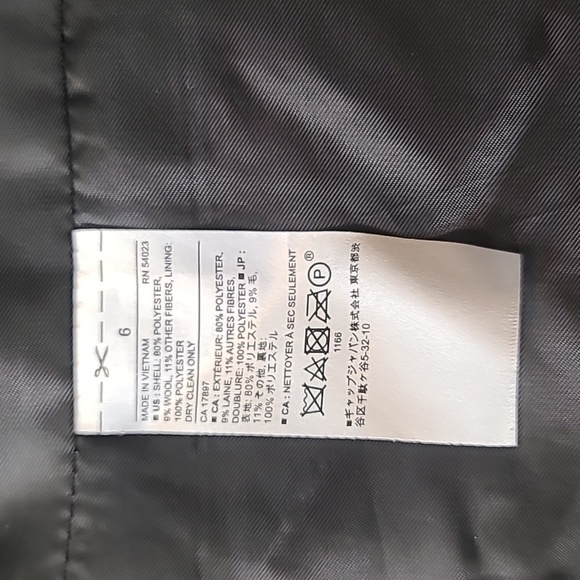 6
MADE IN VIETNAM RN 54023
■ US: SHELL: 80% POLYESTER,
9% WOOL, 11% OTHER FIBERS, LINING:
100% POLYESTER
DRY CLEAN ONLY
CA 17897
■ CA: EXTÉRIEUR: 80% POLYESTER,
9% LAINE, 11% AUTRES FIBRES,
DOUBLURE: 100% POLYESTER ■ JP:
表地: 80% ポリエステル, 9% 毛,
11% その他, 裏地:
100% ポリエステル
■ CA: NETTOYER À SEC SEULEMENT
P®
1166
■ギャップジャパン株式会社 東京都渋
谷区千駄ヶ谷5-32-10